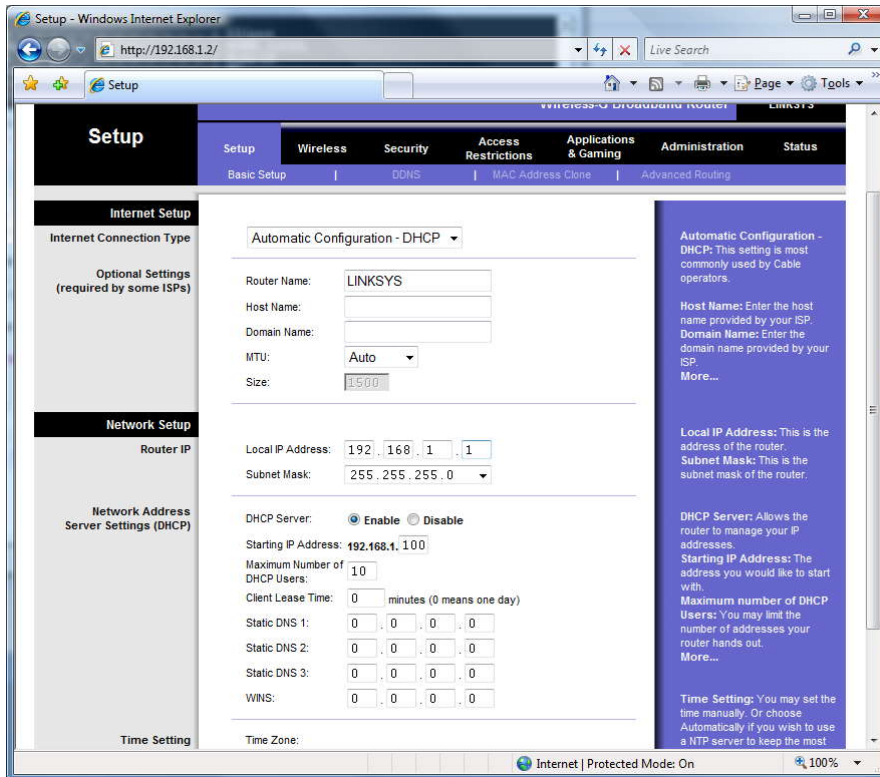 Setup - Windows Internet Explorer
http://192.168.1.2/
Live Search
Setup
Page
Tools
Wireless-G Broadband Router
LINKSYS
Setup
Setup
Wireless
Security
Access Restrictions
Applications & Gaming
Administration
Status
Basic Setup | DDNS | MAC Address Clone | Advanced Routing
Internet Setup
Internet Connection Type
Automatic Configuration - DHCP
Optional Settings
(required by some ISPs)
Router Name: LINKSYS
Host Name:
Domain Name:
MTU: Auto
Size: 1500
Automatic Configuration -
DHCP: This setting is most
commonly used by Cable
operators.
Host Name: Enter the host
name provided by your ISP.
Domain Name: Enter the
domain name provided by your
ISP.
More...
Network Setup
Router IP
Local IP Address: 192 . 168 . 1 . 1
Subnet Mask: 255.255.255.0
Local IP Address: This is the
address of the router.
Subnet Mask: This is the
subnet mask of the router.
Network Address
Server Settings (DHCP)
DHCP Server: Enable Disable
Starting IP Address: 192.168.1. 100
Maximum Number of
DHCP Users: 10
Client Lease Time: 0 minutes (0 means one day)
Static DNS 1: 0 . 0 . 0 . 0
Static DNS 2: 0 . 0 . 0 . 0
Static DNS 3: 0 . 0 . 0 . 0
WINS: 0 . 0 . 0 . 0
DHCP Server: Allows the
router to manage your IP
addresses.
Starting IP Address: The
address you would like to start
with.
Maximum number of DHCP
Users: You may limit the
number of addresses your
router hands out.
More...
Time Setting
Time Zone:
Time Setting: You may set the
time manually. Or choose
Automatically if you wish to use
a NTP server to keep the most
Internet | Protected Mode: On
100%